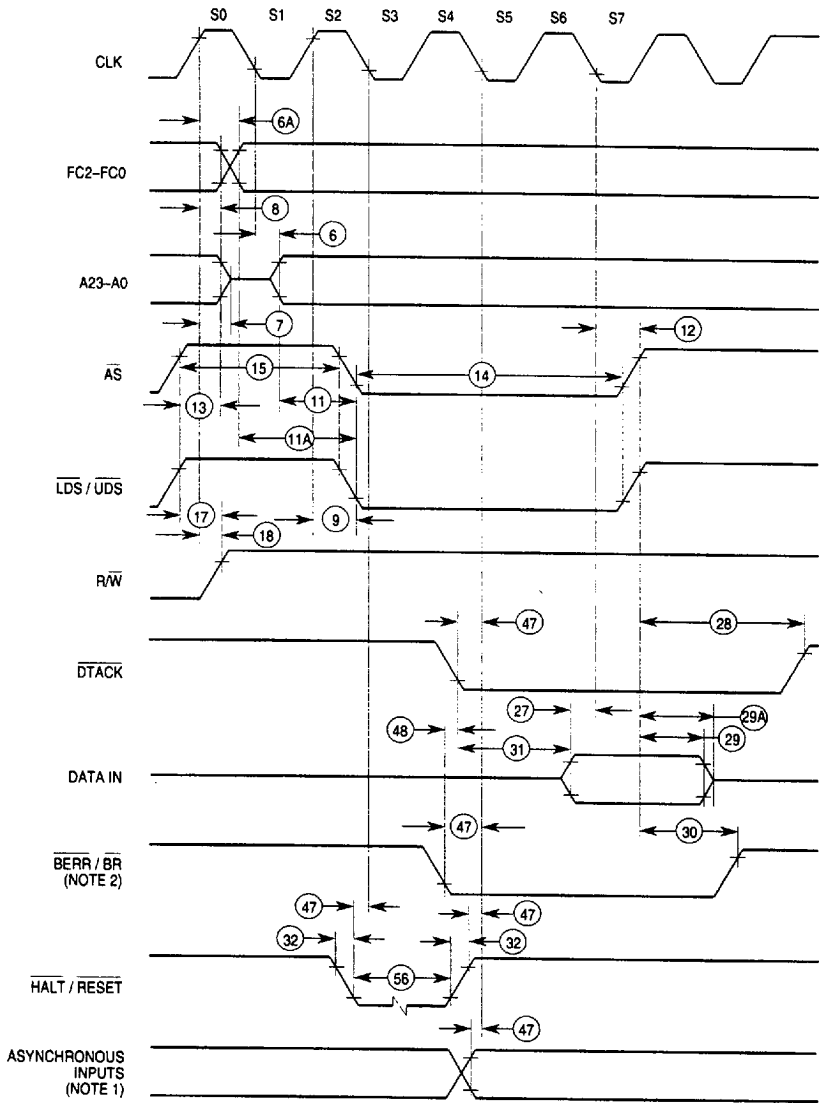 S0 S1 S2 S3 S4 S5 S6 S7
CLK
6A
FC2–FC0
8
6
A23–A0
7
12
AS
15
14
13
11
11A
LDS / UDS
17
9
18
R/W
47
28
DTACK
27
29A
48
31
29
DATA IN
47
30
BERR / BR
(NOTE 2)
47
47
32
32
56
HALT / RESET
47
ASYNCHRONOUS
INPUTS
(NOTE 1)